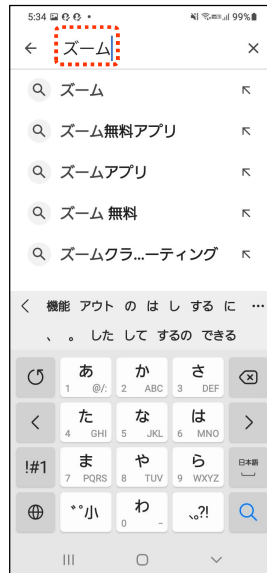 5:34 99%
ズーム
ズーム
ズーム無料アプリ
ズームアプリ
ズーム 無料
ズームクラ...ーティング
機能 アウト の は し する に ...
、 。 した して するの できる
あ か さ
1 @/: 2 ABC 3 DEF
た な は
4 GHI 5 JKL 6 MNO
!#1 ま や ら 日本語
7 PQRS 8 TUV 9 WXYZ
゛゜小 わ 、。?!
0 -